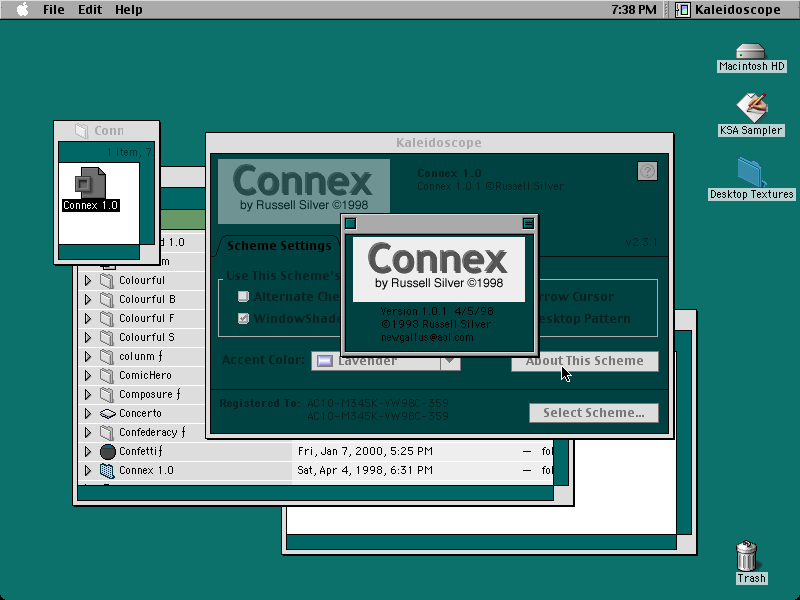 File Edit Help
7:38 PM
Kaleidoscope
Macintosh HD
KSA Sampler
Desktop Textures
Trash
Conn
1 item, 7
Connex 1.0
Kaleidoscope
Connex
by Russell Silver ©1998
Connex 1.0
Connex 1.0.1 ©Russell Silver
?
v2.3.1
Scheme Settings
Use This Scheme's
Alternate Che
rrow Cursor
WindowShade
esktop Pattern
Accent Color:
Lavender
About This Scheme
Registered To: AC10-M345K-VW98C-359
AC10-M345K-VW98C-359
Select Scheme...
Connex
by Russell Silver ©1998
Version 1.0.1 4/5/98
©1998 Russell Silver
newgallus@aol.com
d 1.0
m
Colourful
Colourful B
Colourful F
Colourful S
colunm ƒ
ComicHero
Composure ƒ
Concerto
Confederacy ƒ
Confetti ƒ
Fri, Jan 7, 2000, 5:25 PM
— fol
Connex 1.0
Sat, Apr 4, 1998, 6:31 PM
— fol